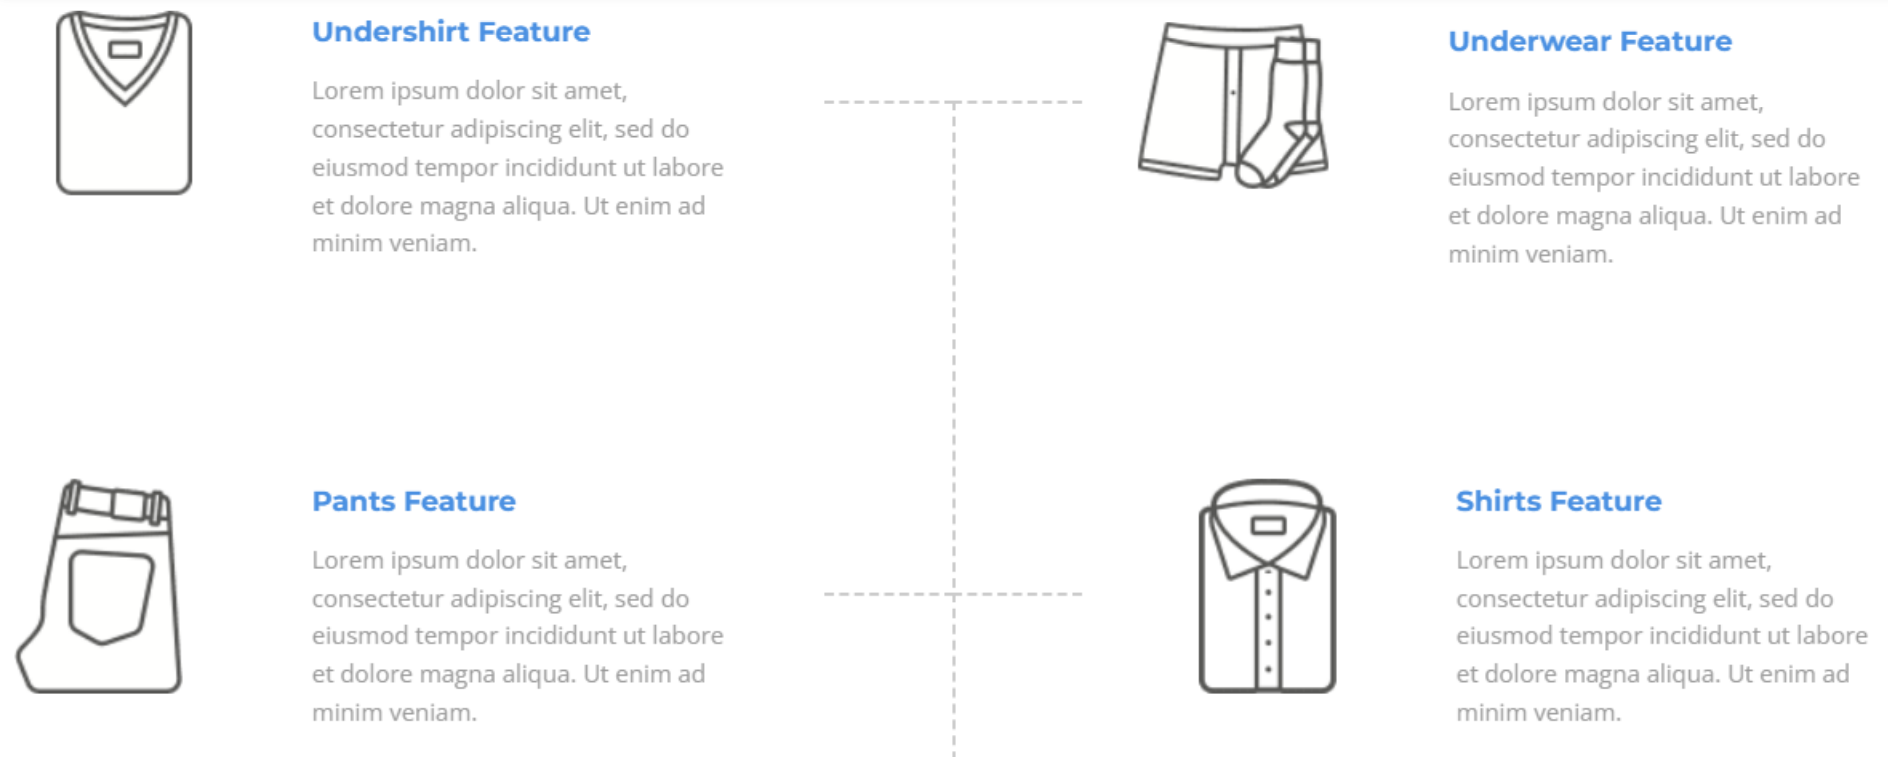 Undershirt Feature
Lorem ipsum dolor sit amet,
consectetur adipiscing elit, sed do
eiusmod tempor incididunt ut labore
et dolore magna aliqua. Ut enim ad
minim veniam.
Underwear Feature
Lorem ipsum dolor sit amet,
consectetur adipiscing elit, sed do
eiusmod tempor incididunt ut labore
et dolore magna aliqua. Ut enim ad
minim veniam.
Pants Feature
Lorem ipsum dolor sit amet,
consectetur adipiscing elit, sed do
eiusmod tempor incididunt ut labore
et dolore magna aliqua. Ut enim ad
minim veniam.
Shirts Feature
Lorem ipsum dolor sit amet,
consectetur adipiscing elit, sed do
eiusmod tempor incididunt ut labore
et dolore magna aliqua. Ut enim ad
minim veniam.